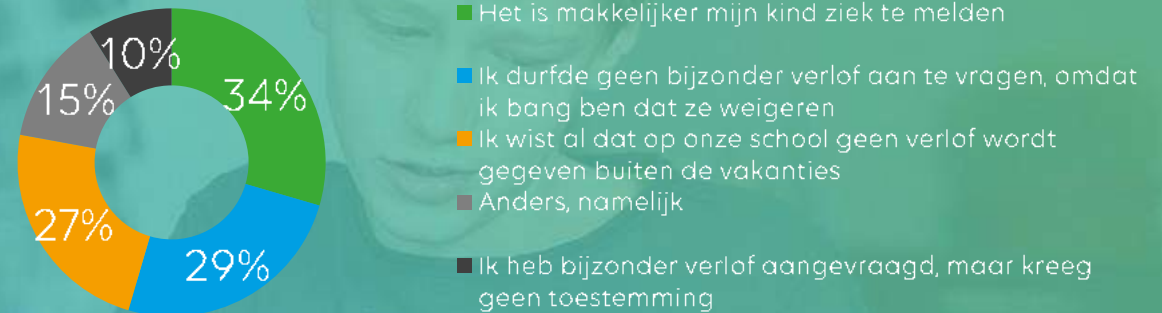 Het is makkelijker mijn kind ziek te melden
10%
34%
15%
27%
29%
Ik durfde geen bijzonder verlof aan te vragen, omdat
ik bang ben dat ze weigeren
Ik wist al dat op onze school geen verlof wordt
gegeven buiten de vakanties
Anders, namelijk
Ik heb bijzonder verlof aangevraagd, maar kreeg
geen toestemming